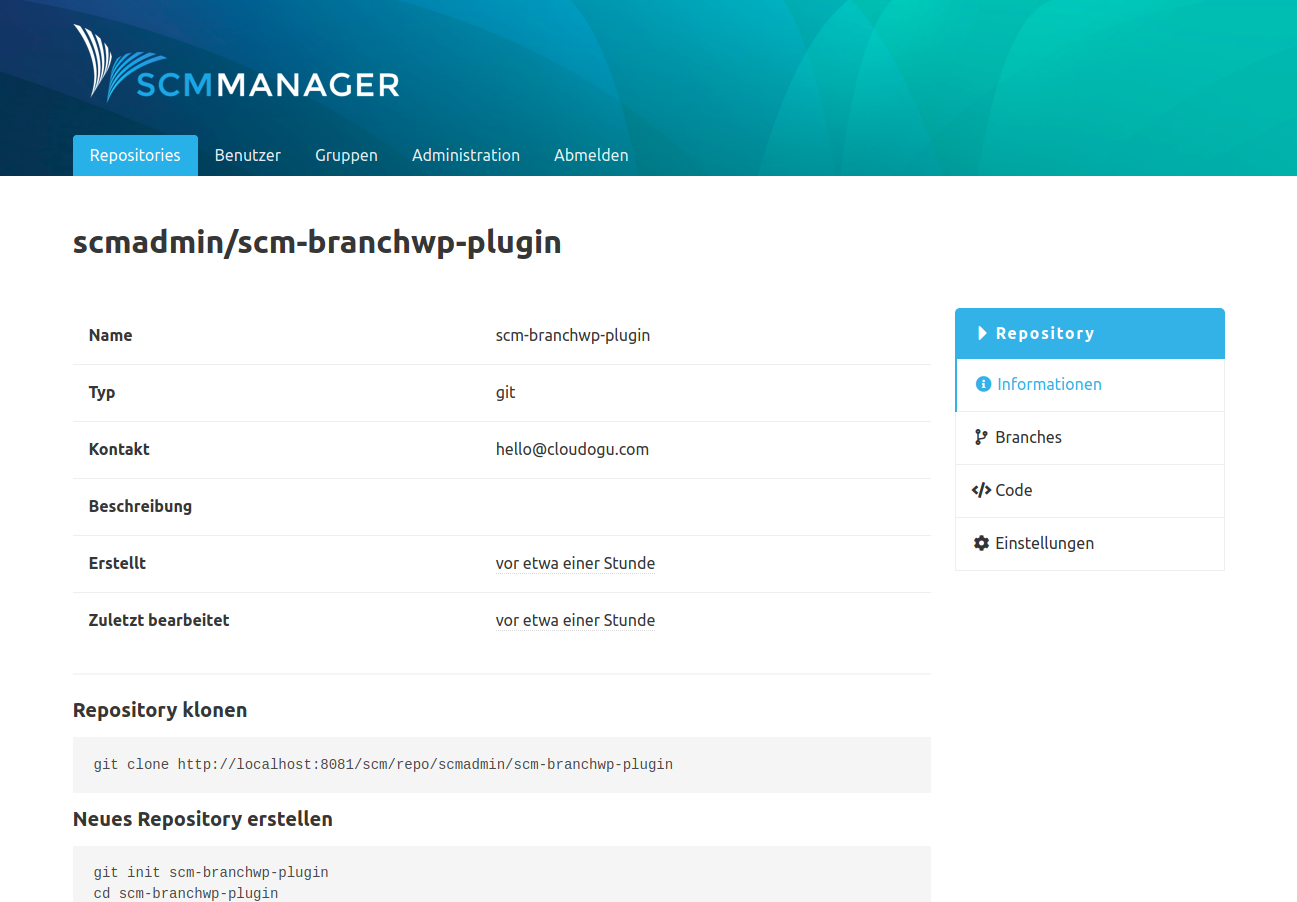 SCMMANAGER
Repositories Benutzer Gruppen Administration Abmelden
scmadmin/scm-branchwp-plugin
Name scm-branchwp-plugin
Typ git
Kontakt hello@cloudogu.com
Beschreibung
Erstellt vor etwa einer Stunde
Zuletzt bearbeitet vor etwa einer Stunde
Repository klonen
git clone http://localhost:8081/scm/repo/scmadmin/scm-branchwp-plugin
Neues Repository erstellen
git init scm-branchwp-plugin
cd scm-branchwp-plugin
Repository
Informationen
Branches
Code
Einstellungen